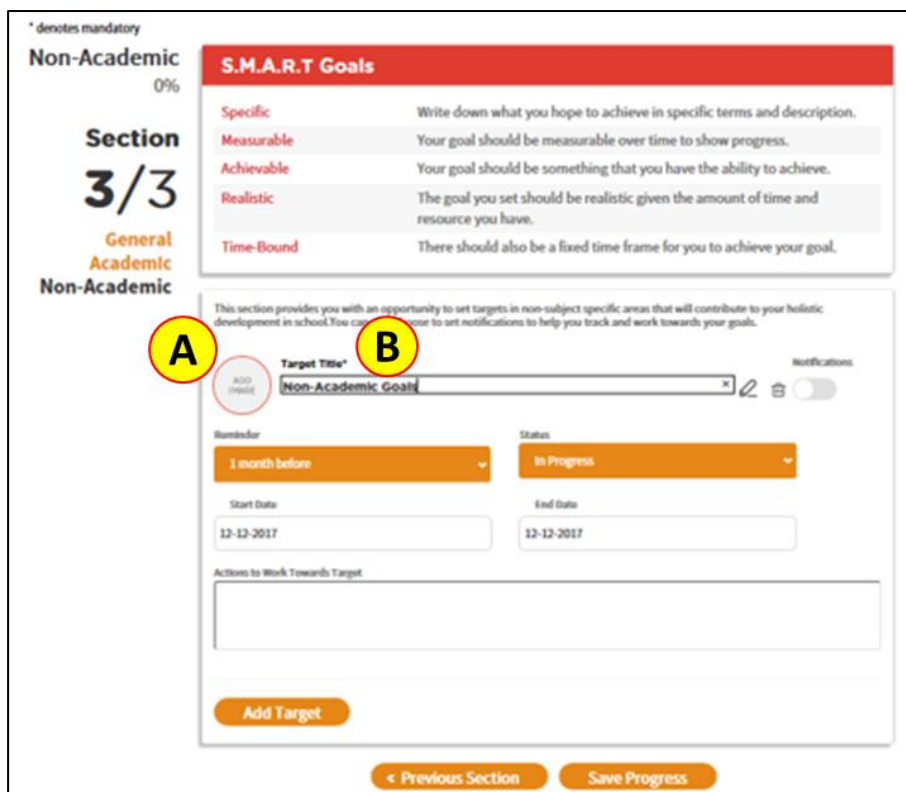 * denotes mandatory
Non-Academic
0%
Section
3/3
General
Academic
Non-Academic
S.M.A.R.T Goals
Specific Write down what you hope to achieve in specific terms and description.
Measurable Your goal should be measurable over time to show progress.
Achievable Your goal should be something that you have the ability to achieve.
Realistic The goal you set should be realistic given the amount of time and
resource you have.
Time-Bound There should also be a fixed time frame for you to achieve your goal.
This section provides you with an opportunity to set targets in non-subject specific areas that will contribute to your holistic
development in school.You can choose to set notifications to help you track and work towards your goals.
A
B
ADD
IMAGE
Target Title*
Notifications
Non-Academic Goals ×
Reminder Status
1 month before In Progress
Start Date End Date
12-12-2017 12-12-2017
Actions to Work Towards Target
Add Target
< Previous Section Save Progress